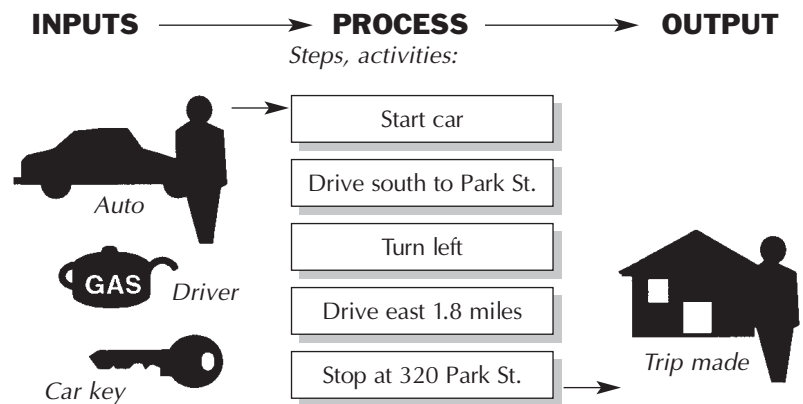 INPUTS PROCESS OUTPUT
Steps, activities:
Start car
Drive south to Park St.
Auto
Turn left
GAS
Driver
Drive east 1.8 miles
Trip made
Stop at 320 Park St.
Car key